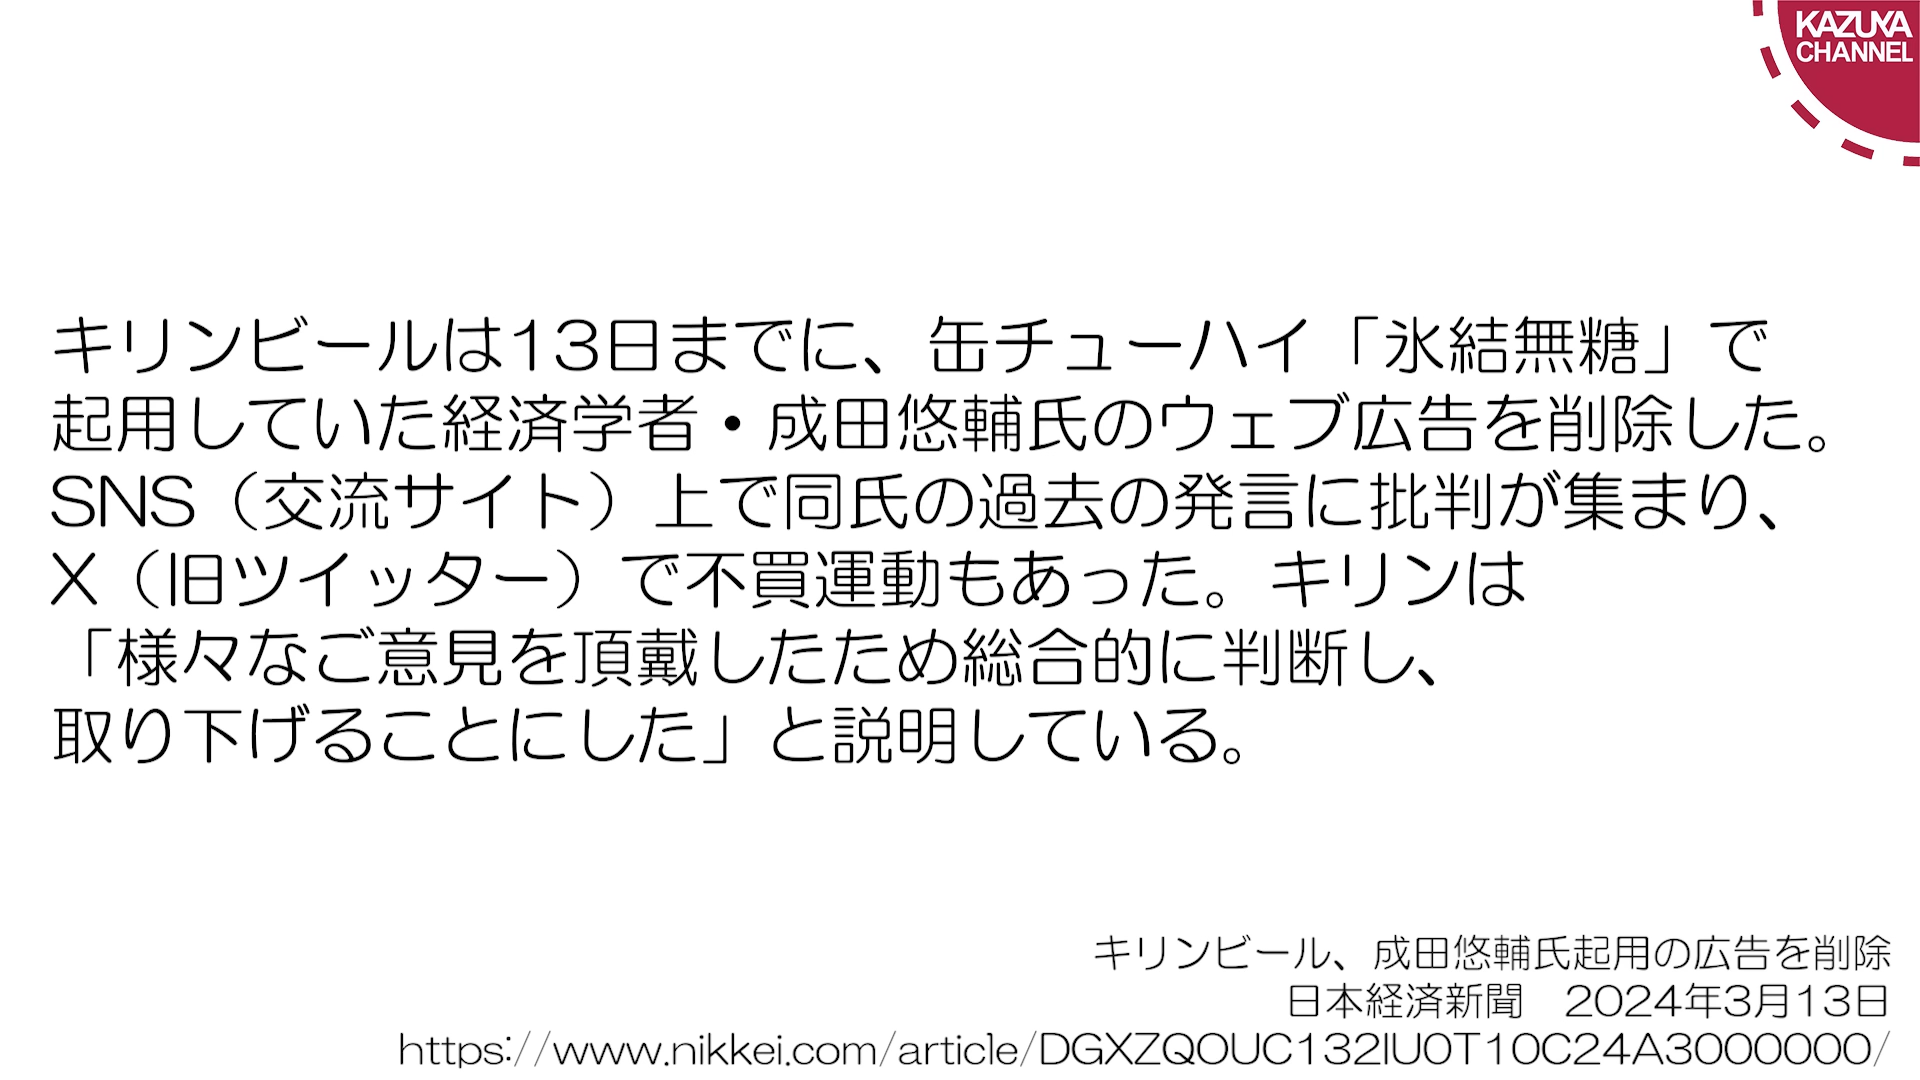 KAZUYA
CHANNEL
キリンビールは13日までに、缶チューハイ「氷結無糖」で
起用していた経済学者・成田悠輔氏のウェブ広告を削除した。
SNS（交流サイト）上で同氏の過去の発言に批判が集まり、
X（旧ツイッター）で不買運動もあった。キリンは
「様々なご意見を頂戴したため総合的に判断し、
取り下げることにした」と説明している。
キリンビール、成田悠輔氏起用の広告を削除
日本経済新聞　2024年3月13日
https://www.nikkei.com/article/DGXZQOUC132IU0T10C24A3000000/